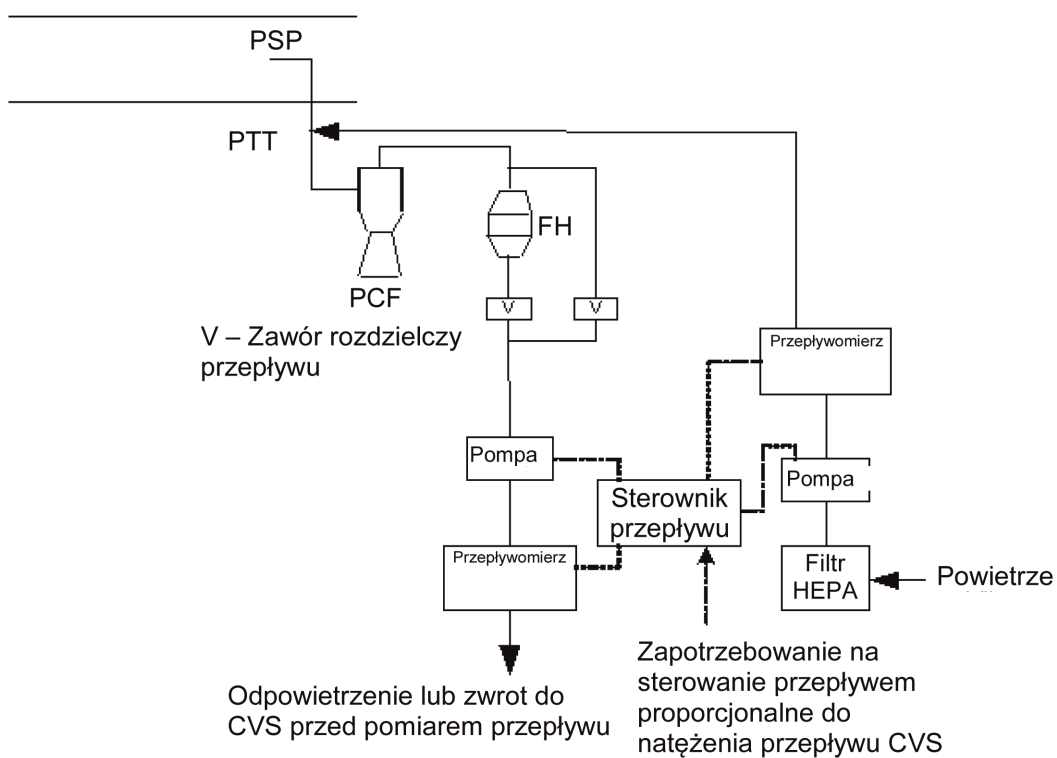 PSP
PTT
FH
PCF
V
V
V – Zawór rozdzielczy
przepływu
Przepływomierz
Pompa
Pompa
Sterownik
przepływu
Przepływomierz
Filtr
HEPA
Powietrze
Zapotrzebowanie na
sterowanie przepływem
proporcjonalne do
natężenia przepływu CVS
Odpowietrzenie lub zwrot do
CVS przed pomiarem przepływu